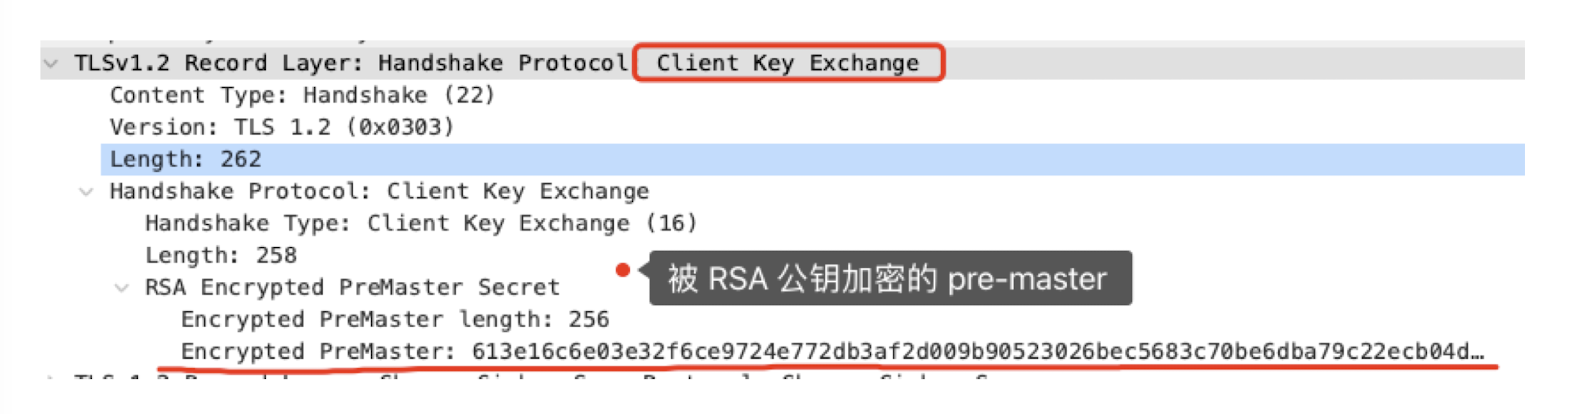 TLSv1.2 Record Layer: Handshake Protocol: Client Key Exchange
Content Type: Handshake (22)
Version: TLS 1.2 (0x0303)
Length: 262
Handshake Protocol: Client Key Exchange
Handshake Type: Client Key Exchange (16)
Length: 258
被 RSA 公钥加密的 pre-master
RSA Encrypted PreMaster Secret
Encrypted PreMaster length: 256
Encrypted PreMaster: 613e16c6e03e32f6ce9724e772db3af2d009b90523026bec5683c70be6dba79c22ecb04d…